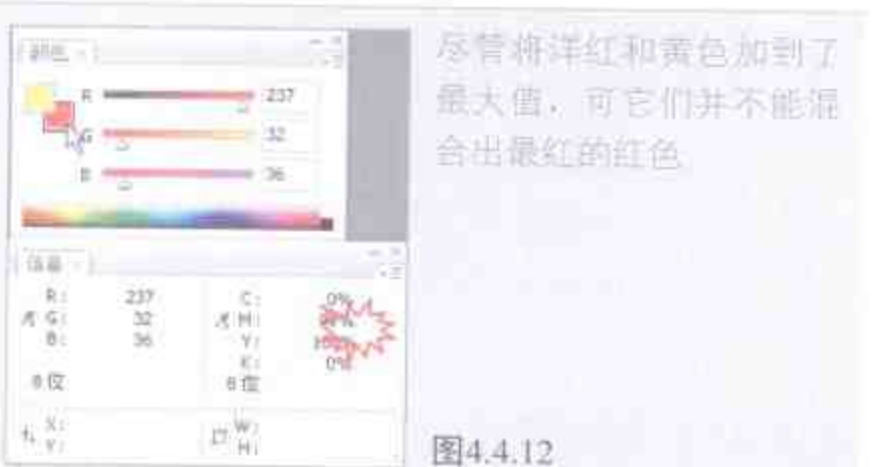 颜色
R 237
G 32
B 36
信息
R: 237
G: 32
B: 36
8位
C: 0%
M:
Y:
K: 0%
8位
X:
Y:
W:
H:
尽管将洋红和黄色加到了
最大值，可它们并不能混
合出最红的红色
图4.4.12